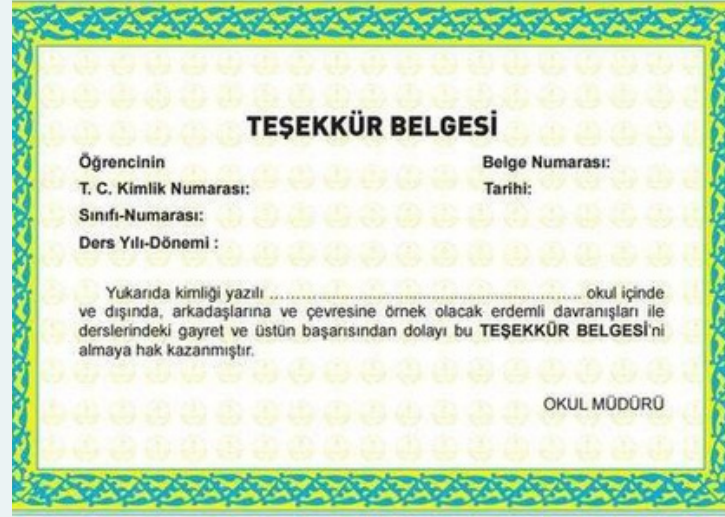 TEŞEKKÜR BELGESİ
Öğrencinin Belge Numarası:
T. C. Kimlik Numarası: Tarihi:
Sınıfı-Numarası:
Ders Yılı-Dönemi :
Yukarıda kimliği yazılı ........................................................ okul içinde
ve dışında, arkadaşlarına ve çevresine örnek olacak erdemli davranışları ile
derslerindeki gayret ve üstün başarısından dolayı bu TEŞEKKÜR BELGESİ'ni
almaya hak kazanmıştır.
OKUL MÜDÜRÜ